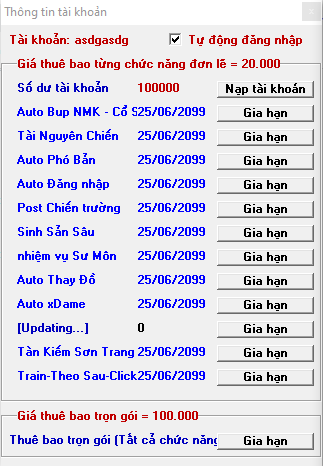 Thông tin tài khoản
Tài khoản: asdgasdg Tự động đăng nhập
Giá thuê bao từng chức năng đơn lẽ = 20.000
Số dư tài khoản 100000 Nạp tài khoản
Auto Bup NMK - Cổ S 25/06/2099 Gia hạn
Tài Nguyên Chiến 25/06/2099 Gia hạn
Auto Phó Bản 25/06/2099 Gia hạn
Auto Đăng nhập 25/06/2099 Gia hạn
Post Chiến trường 25/06/2099 Gia hạn
Sinh Sản Sâu 25/06/2099 Gia hạn
nhiệm vụ Sư Môn 25/06/2099 Gia hạn
Auto Thay Đồ 25/06/2099 Gia hạn
Auto xDame 25/06/2099 Gia hạn
[Updating...] 0 Gia hạn
Tàn Kiếm Sơn Trang 25/06/2099 Gia hạn
Train-Theo Sau-Click 25/06/2099 Gia hạn
Giá thuê bao trọn gói = 100.000
Thuê bao trọn gói (Tất cả chức năng Gia hạn